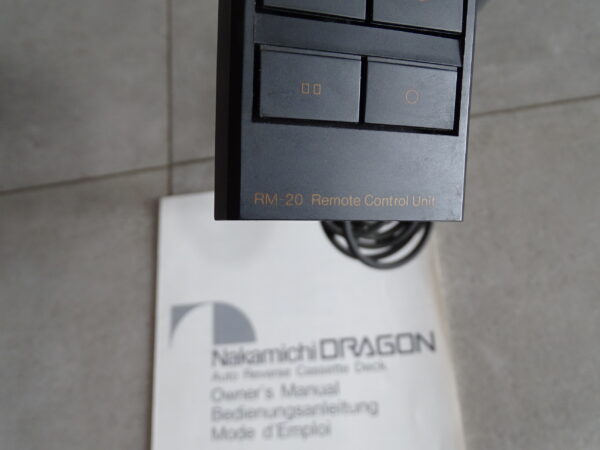 RM-20 Remote Control Unit
Nakamichi DRAGON
Auto Reverse Cassette Deck
Owner's Manual
Bedienungsanleitung
Mode d'Emploi